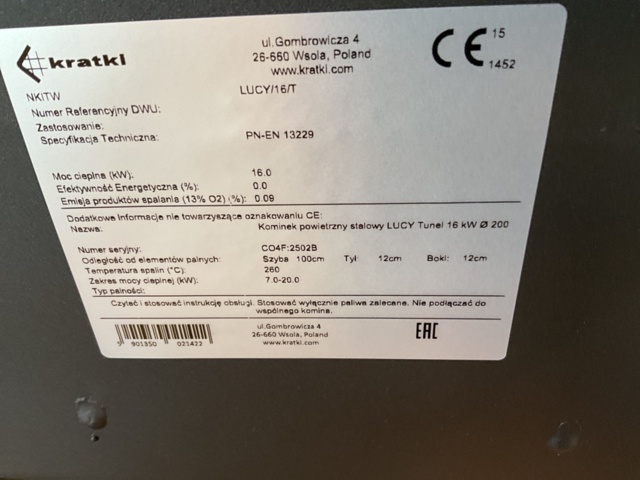 kratki
ul.Gombrowicza 4
26-660 Wsola, Poland
www.kratki.com
CE 15
1452
NKITW LUCY/16/T
Numer Referencyjny DWU:
Zastosowanie:
Specyfikacja Techniczna: PN-EN 13229
Moc cieplna (kW): 16.0
Efektywność Energetyczna (%): 0.0
Emisja produktów spalania (13% O2) (%): 0.09
Dodatkowe informacje nie towarzyszące oznakowaniu CE:
Nazwa: Kominek powietrzny stalowy LUCY Tunel 16 kW Ø 200
Numer seryjny: CO4F:2502B
Odległość od elementów palnych: Szyba 100cm Tył 12cm Boki: 12cm
Temperatura spalin (°C): 260
Zakres mocy cieplnej (kW): 7.0-20.0
Typ palności:
Czytać i stosować instrukcję obsługi. Stosować wyłącznie paliwa zalecane. Nie podłączać do
wspólnego komina.
ul.Gombrowicza 4
26-660 Wsola, Poland
www.kratki.com
EAC
5 901350 021422